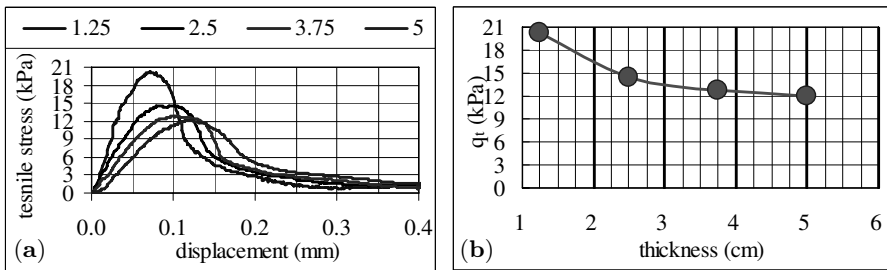 1.25 2.5 3.75 5
tesnile stress (kPa)
21
18
15
12
9
6
3
0
0.0 0.1 0.2 0.3 0.4
displacement (mm)
(a)
qt (kPa)
21
18
15
12
9
6
3
0
1 2 3 4 5 6
thickness (cm)
(b)